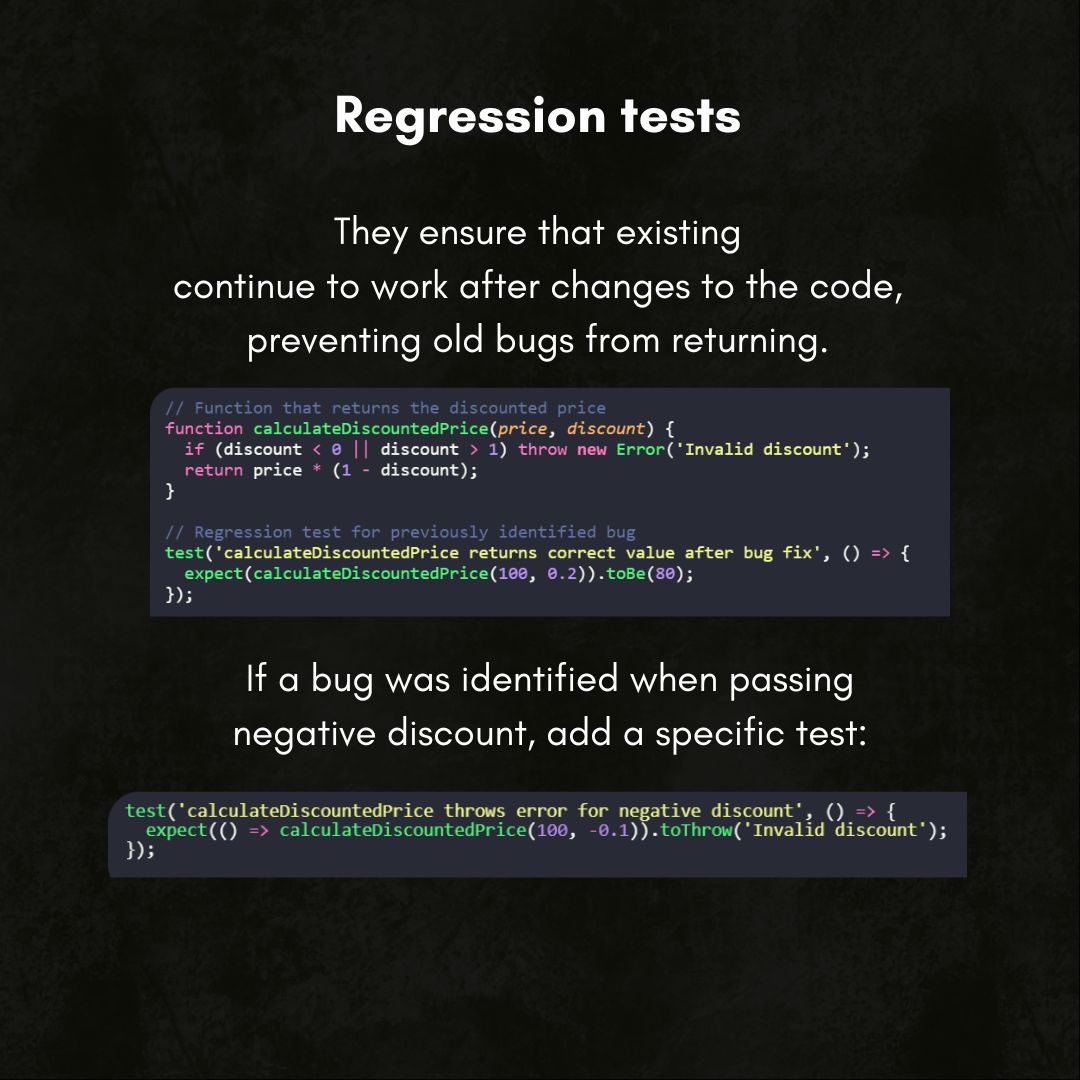 Regression tests
They ensure that existing
continue to work after changes to the code,
preventing old bugs from returning.
// Function that returns the discounted price
function calculateDiscountedPrice(price, discount) {
  if (discount < 0 || discount > 1) throw new Error('Invalid discount');
  return price * (1 - discount);
}
// Regression test for previously identified bug
test('calculateDiscountedPrice returns correct value after bug fix', () => {
  expect(calculateDiscountedPrice(100, 0.2)).toBe(80);
});
If a bug was identified when passing
negative discount, add a specific test:
test('calculateDiscountedPrice throws error for negative discount', () => {
  expect(() => calculateDiscountedPrice(100, -0.1)).toThrow('Invalid discount');
});